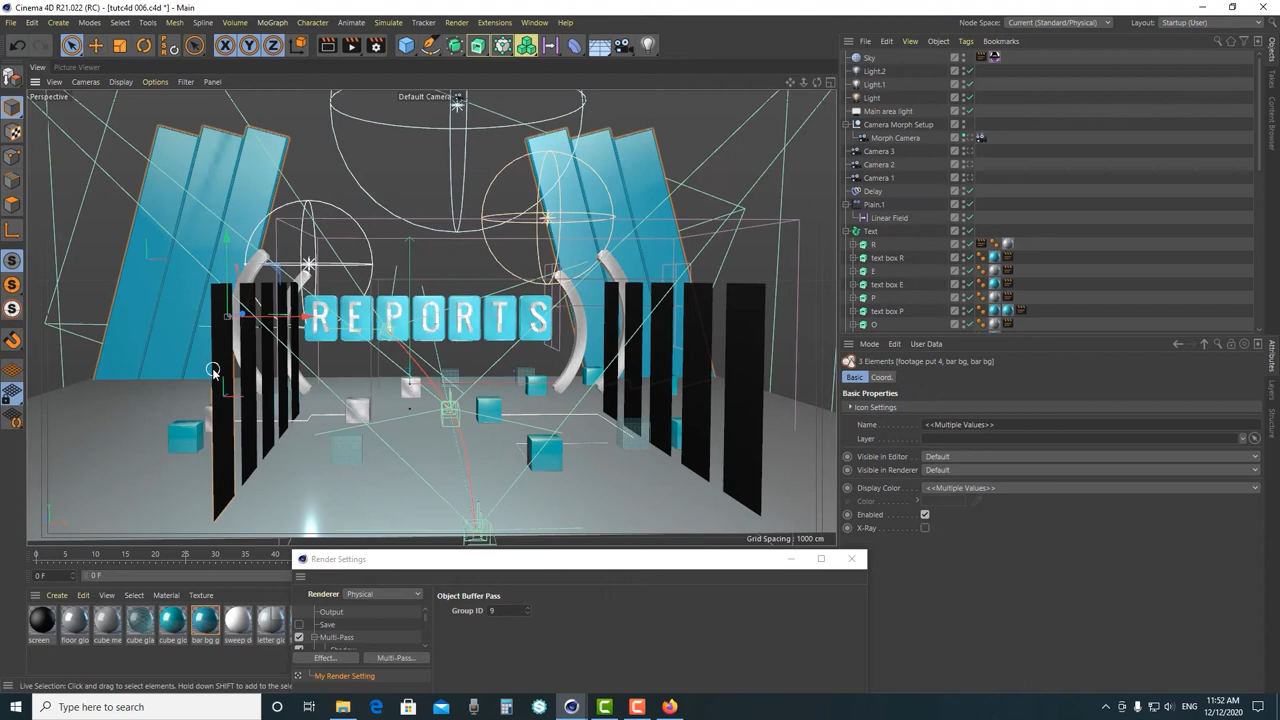 Cinema 4D R21.022 (RC) - [tutc4d 006.c4d *] - Main
File Edit Create Modes Select Tools Mesh Spline Volume MoGraph Character Animate Simulate Tracker Render Extensions Window Help
Node Space: Current (Standard/Physical) Layout: Startup (User)
File Edit View Object Tags Bookmarks
View Picture Viewer
View Cameras Display Options Filter Panel
Perspective
Default Camera
REPORTS
Grid Spacing : 1000 cm
Sky
Light.2
Light.1
Light
Main area light
Camera Morph Setup
Morph Camera
Camera 3
Camera 2
Camera 1
Delay
Plain.1
Linear Field
Text
R
text box R
E
text box E
P
text box P
O
Objects
Takes
Content Browser
Attributes
Layers
Structure
Mode Edit User Data
3 Elements [footage put 4, bar bg, bar bg]
Basic Coord.
Basic Properties
Icon Settings
Name <<Multiple Values>>
Layer
Visible in Editor Default
Visible in Renderer Default
Display Color <<Multiple Values>>
Color
Enabled
X-Ray
0 5 10 15 20 25 30 35 40
0 F 0 F
Create Edit View Select Material Texture
screen floor glo cube me cube gla cube glo bar bg g sweep d letter glo
Render Settings
Renderer Physical
Output
Save
Multi-Pass
Effect... Multi-Pass...
My Render Setting
Object Buffer Pass
Group ID 9
Live Selection: Click and drag to select elements. Hold down SHIFT to add to the sele
Type here to search
11:52 AM
12/12/2020